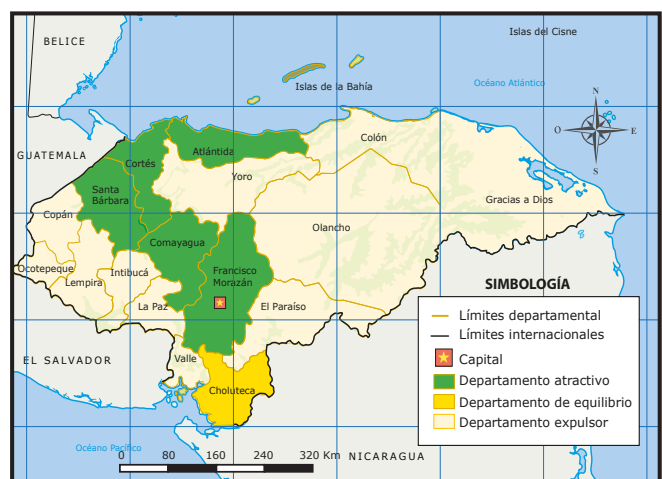 BELICE
Islas del Cisne
Islas de la Bahía
Océano Atlántico
N
O
E
S
GUATEMALA
Colón
Atlántida
Cortés
Yoro
Santa
Bárbara
Gracias a Dios
Copán
Olancho
Comayagua
Ocotepeque
Intibucá
Francisco
Morazán
Lempira
La Paz
El Paraíso
EL SALVADOR
Valle
Choluteca
SIMBOLOGÍA
Límites departamental
Límites internacionales
Capital
Departamento atractivo
Departamento de equilibrio
Departamento expulsor
Océano Pacífico
0 80 160 240 320 Km
NICARAGUA